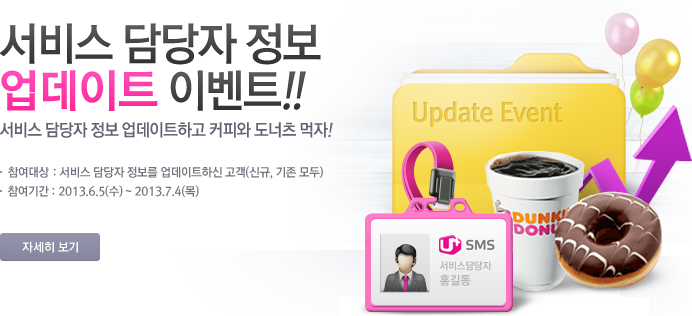 서비스 담당자 정보
업데이트 이벤트!!
서비스 담당자 정보 업데이트하고 커피와 도너츠 먹자!
· 참여대상 : 서비스 담당자 정보를 업데이트하신 고객(신규, 기존 모두)
· 참여기간 : 2013.6.5(수) ~ 2013.7.4(목)
자세히 보기
Update Event
DUNKI
DONU
U+ SMS
서비스담당자
홍길동